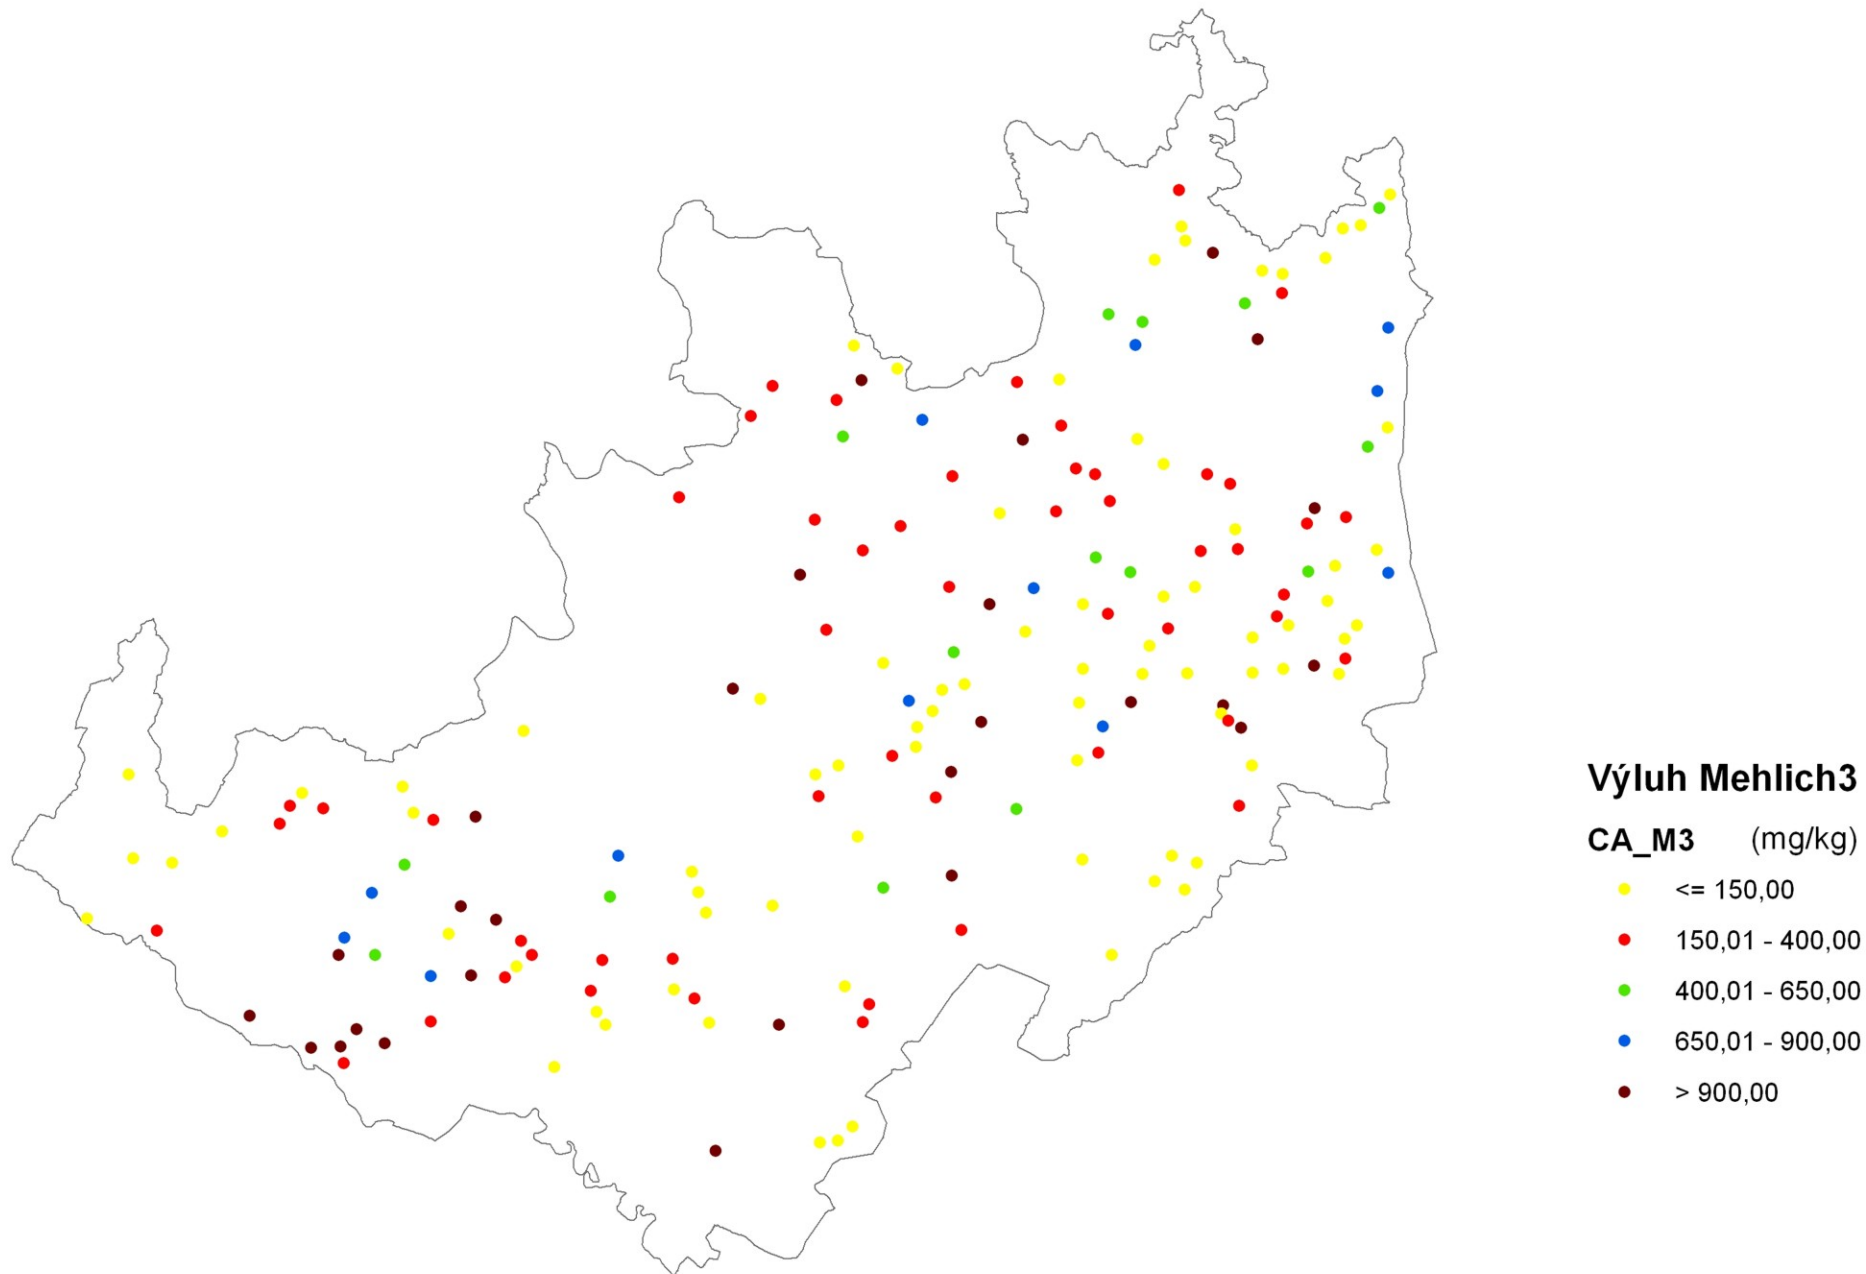 Výluh Mehlich3
CA_M3 (mg/kg)
<= 150,00
150,01 - 400,00
400,01 - 650,00
650,01 - 900,00
> 900,00